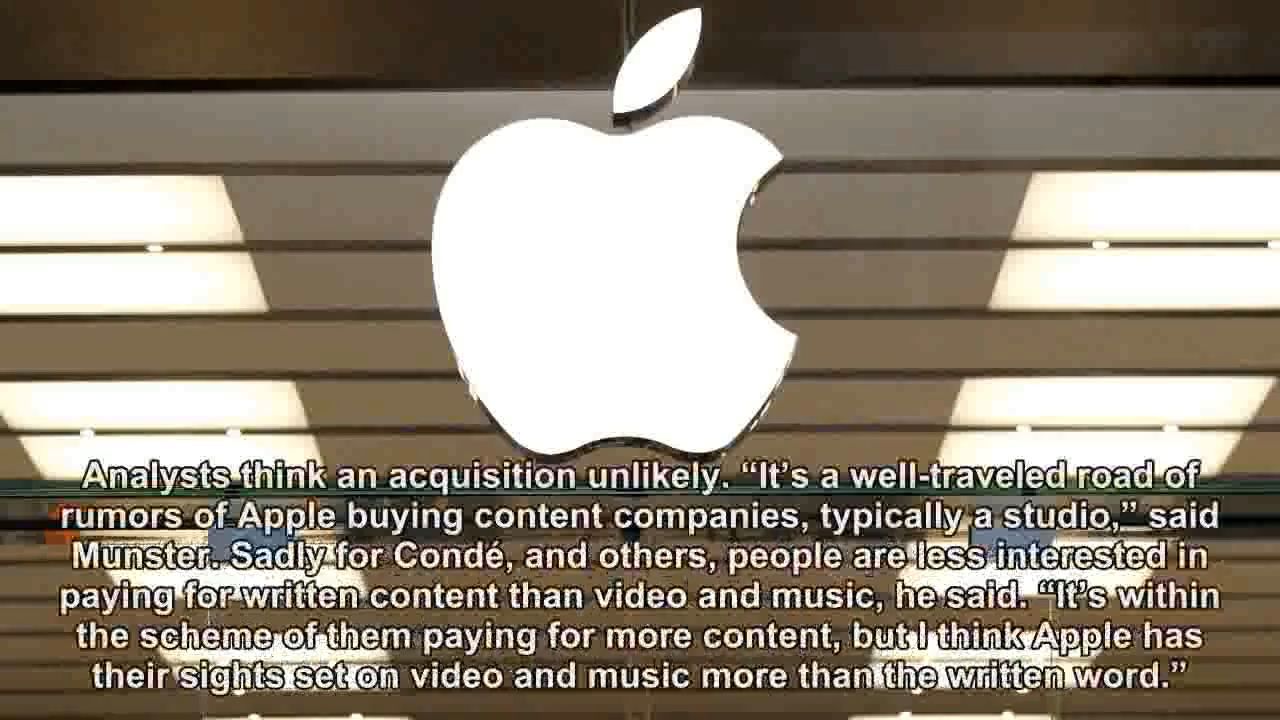 Analysts think an acquisition unlikely. “It’s a well-traveled road of
rumors of Apple buying content companies, typically a studio,” said
Munster. Sadly for Condé, and others, people are less interested in
paying for written content than video and music, he said. “It’s within
the scheme of them paying for more content, but I think Apple has
their sights set on video and music more than the written word.”